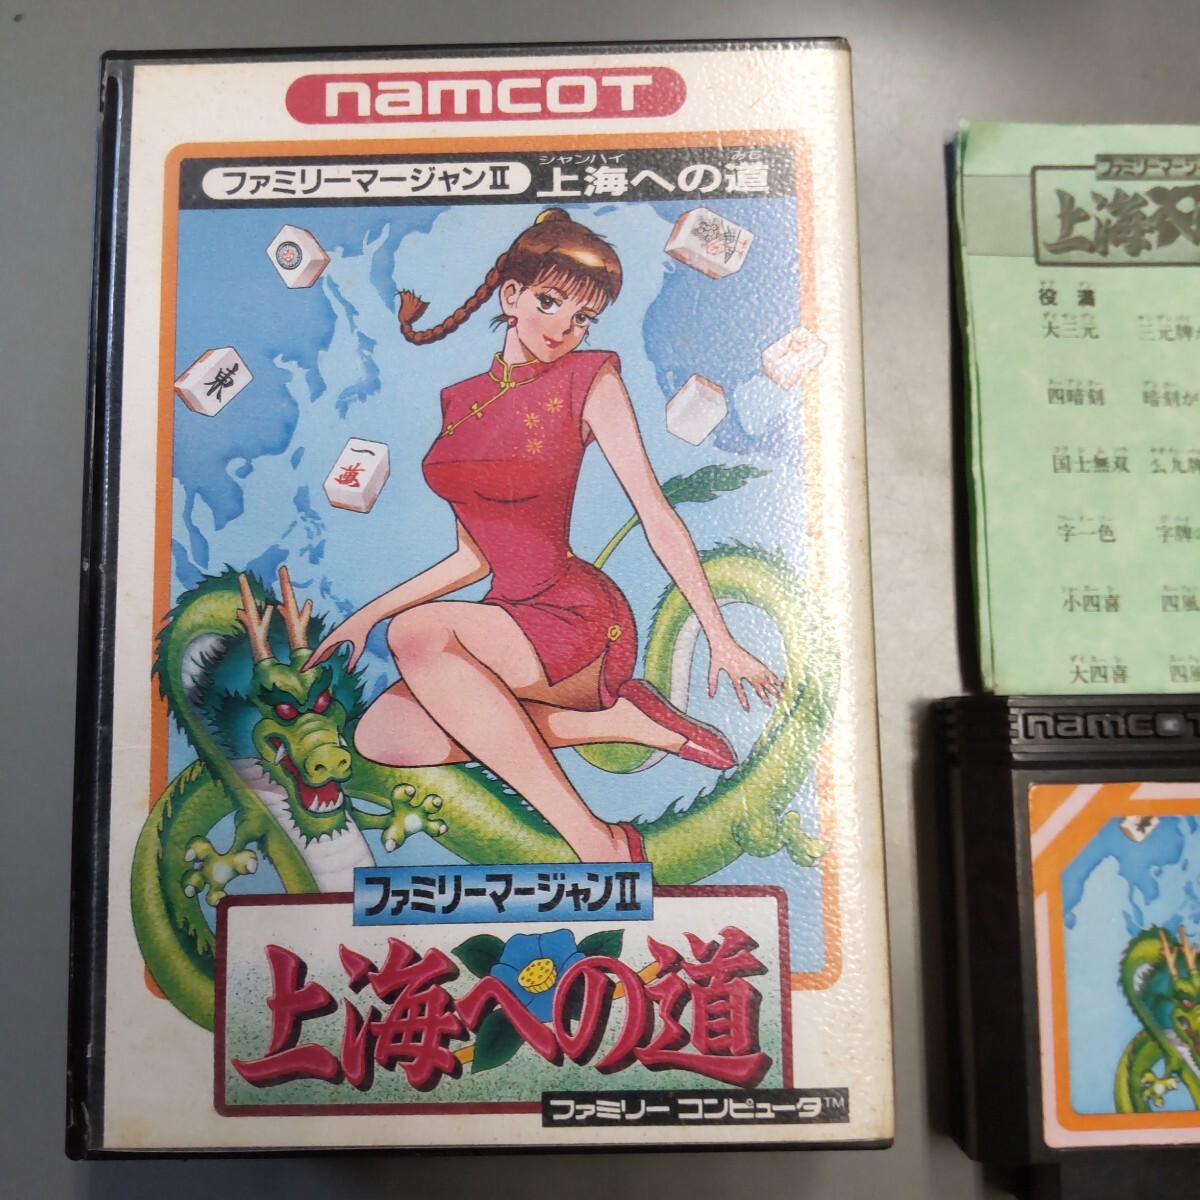 namcot
シャンハイ みち
ファミリーマージャンII 上海への道
東
一萬
ファミリーマージャンII
上海への道
ファミリー コンピュータ™
ファミリーマージ
上海へ
役満
大三元 三元牌
四暗刻 暗刻が
国士無双 么九牌
字一色 字牌
小四喜 四風
大四喜 四風
namcot